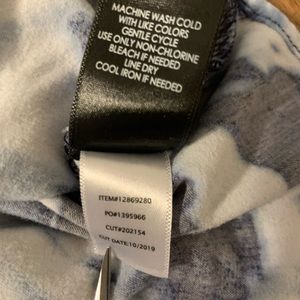 MACHINE WASH COLD
WITH LIKE COLORS
GENTLE CYCLE
USE ONLY NON-CHLORINE
BLEACH IF NEEDED
LINE DRY
COOL IRON IF NEEDED
ITEM#12869280
PO#1395966
CUT#202154
CUT DATE:10/2019